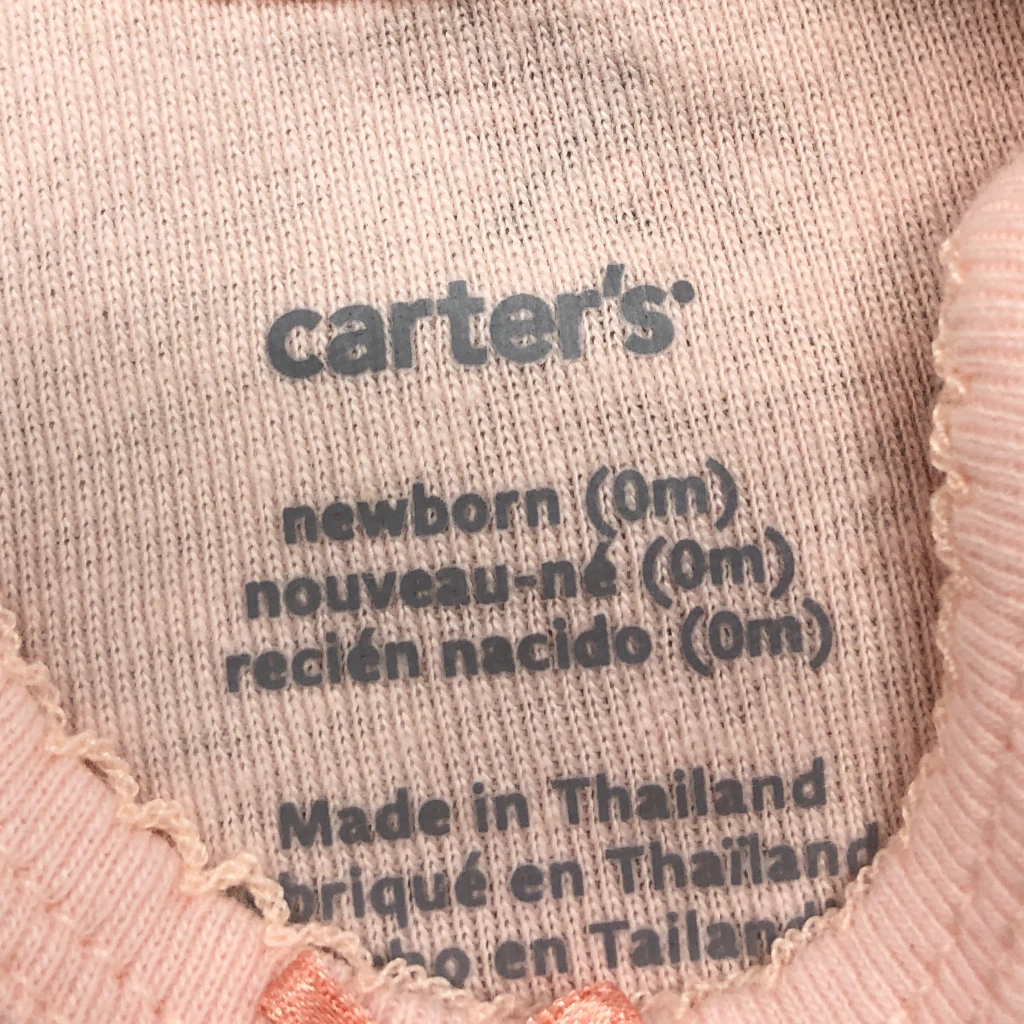 carter's
newborn (0m)
nouveau-né (0m)
recién nacido (0m)
Made in Thailand
briqué en Thaïland
en Tailand